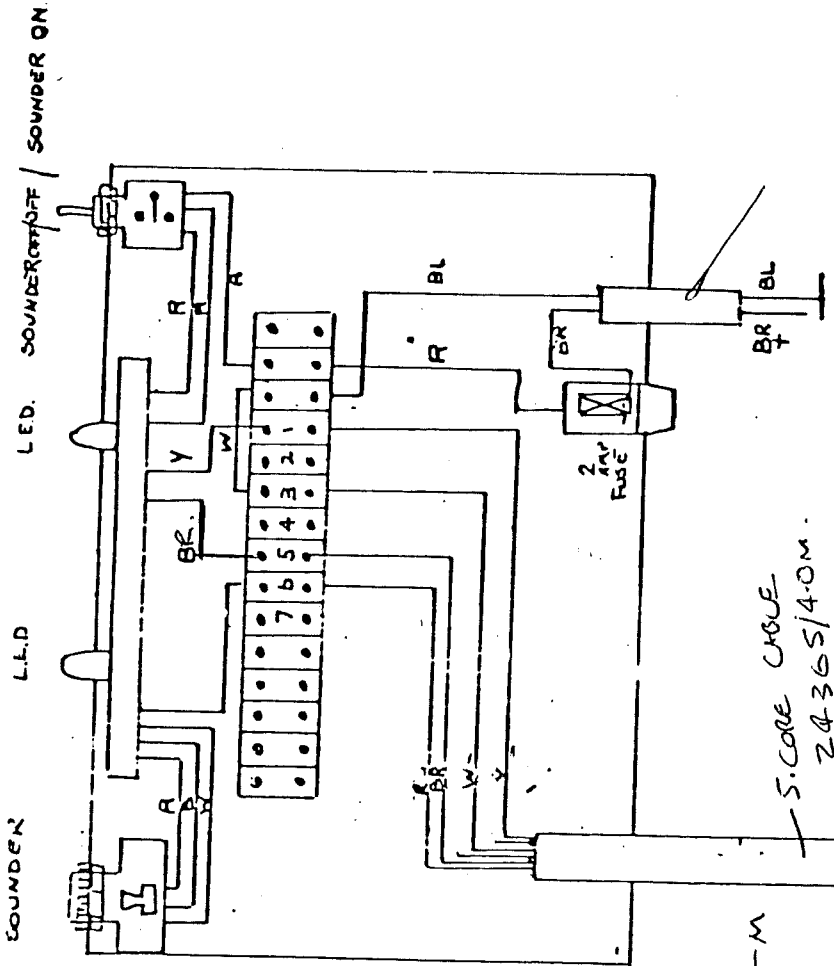 SOUNDER
L.E.D
L.E.D.
SOUNDER OFF/OFF / SOUNDER ON.
R
R
R
Y
W
BR.
R
1
2
3
4
5
6
7
BL
R
BR
2
AMP
FUSE
BR
+
BL
R-
BR
W-
Y-
5.CORE CABLE
24365/4.0M.
-M